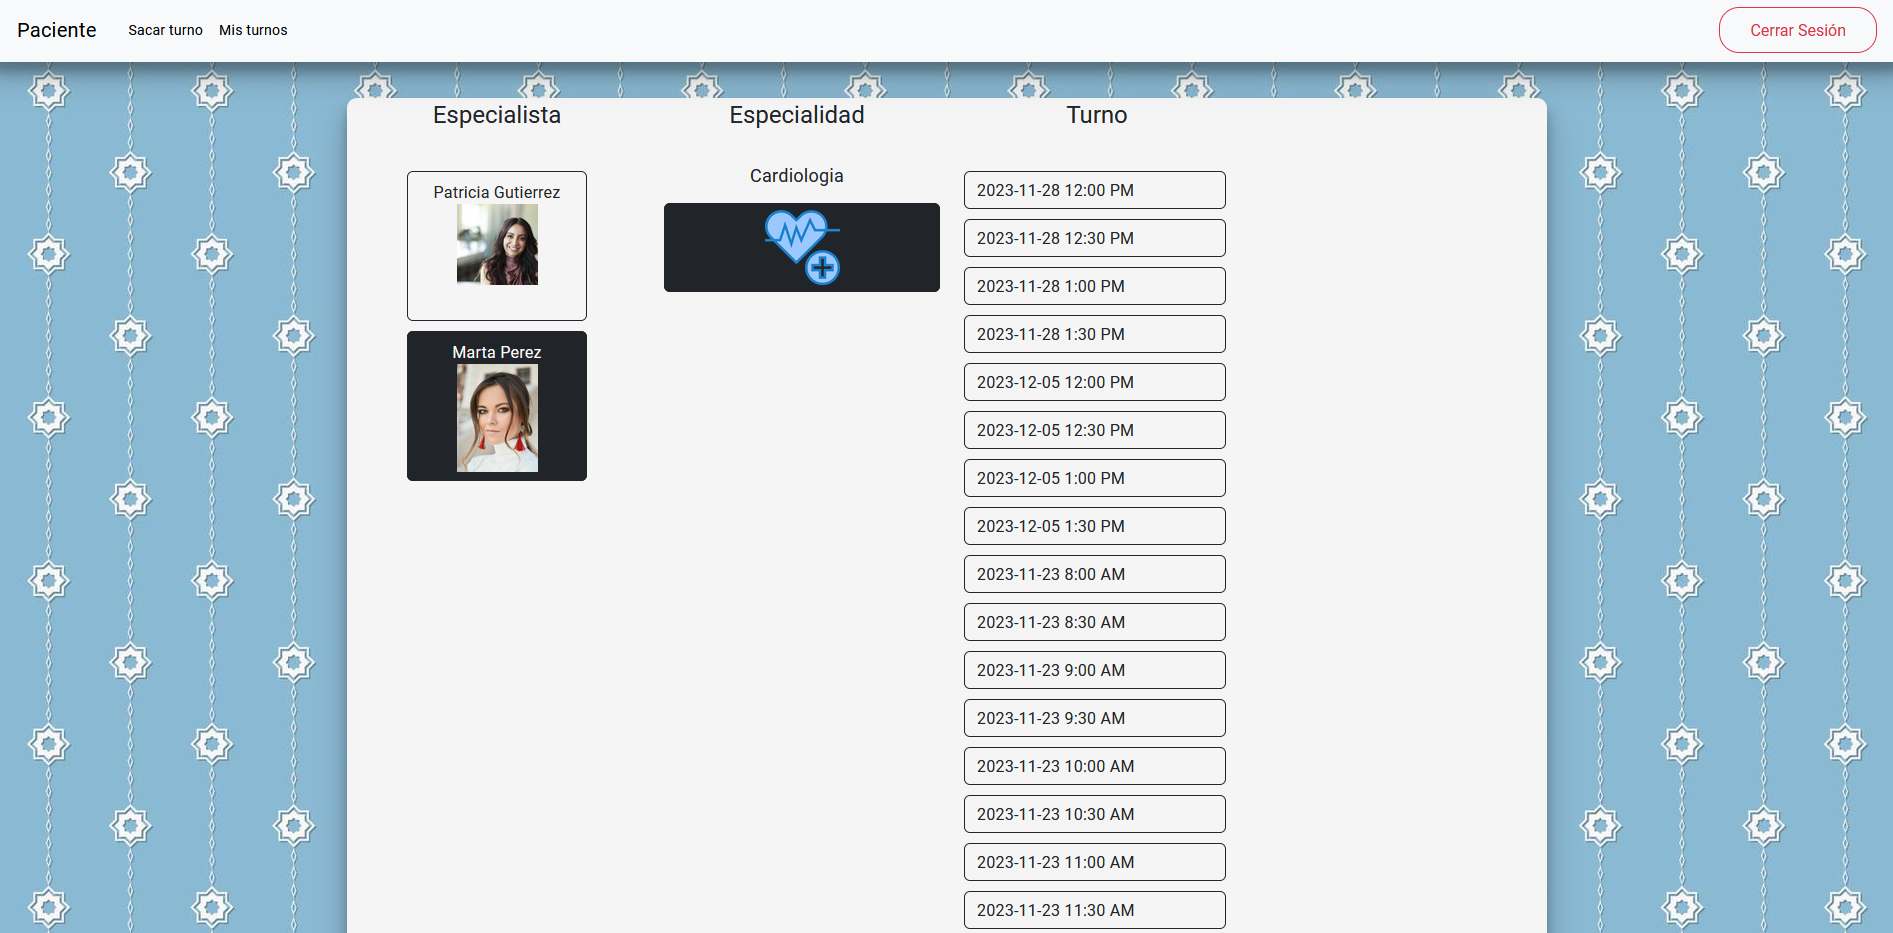 Paciente
Sacar turno
Mis turnos
Cerrar Sesión
Especialista
Especialidad
Turno
Patricia Gutierrez
Marta Perez
Cardiologia
2023-11-28 12:00 PM
2023-11-28 12:30 PM
2023-11-28 1:00 PM
2023-11-28 1:30 PM
2023-12-05 12:00 PM
2023-12-05 12:30 PM
2023-12-05 1:00 PM
2023-12-05 1:30 PM
2023-11-23 8:00 AM
2023-11-23 8:30 AM
2023-11-23 9:00 AM
2023-11-23 9:30 AM
2023-11-23 10:00 AM
2023-11-23 10:30 AM
2023-11-23 11:00 AM
2023-11-23 11:30 AM